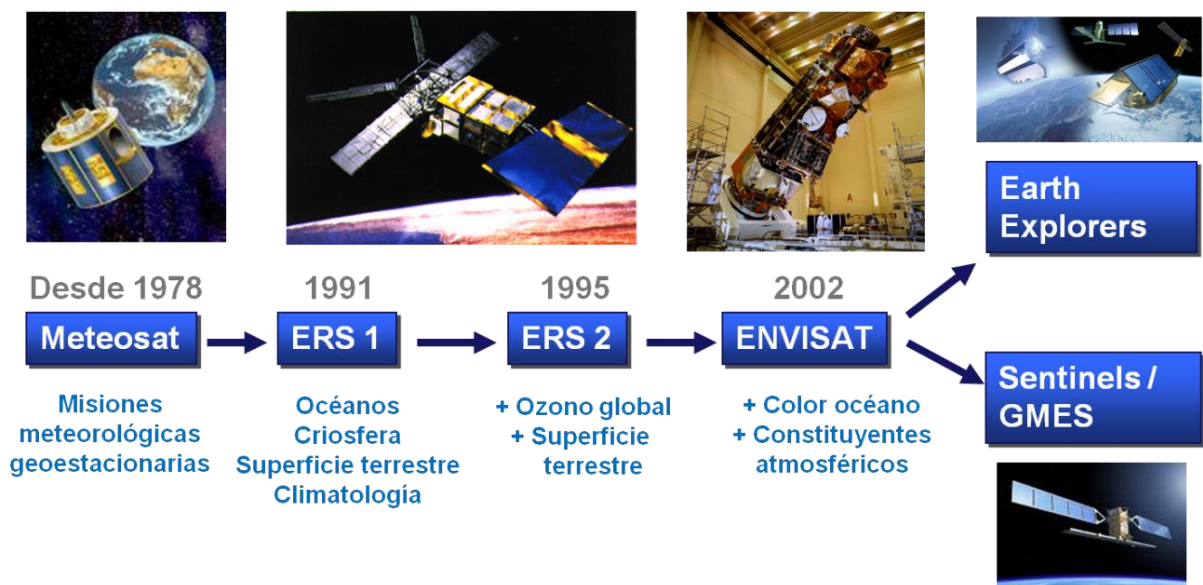 Desde 1978
Meteosat
Misiones
meteorológicas
geoestacionarias
1991
ERS 1
Océanos
Criosfera
Superficie terrestre
Climatología
1995
ERS 2
+ Ozono global
+ Superficie
terrestre
2002
ENVISAT
+ Color océano
+ Constituyentes
atmosféricos
Earth
Explorers
Sentinels /
GMES